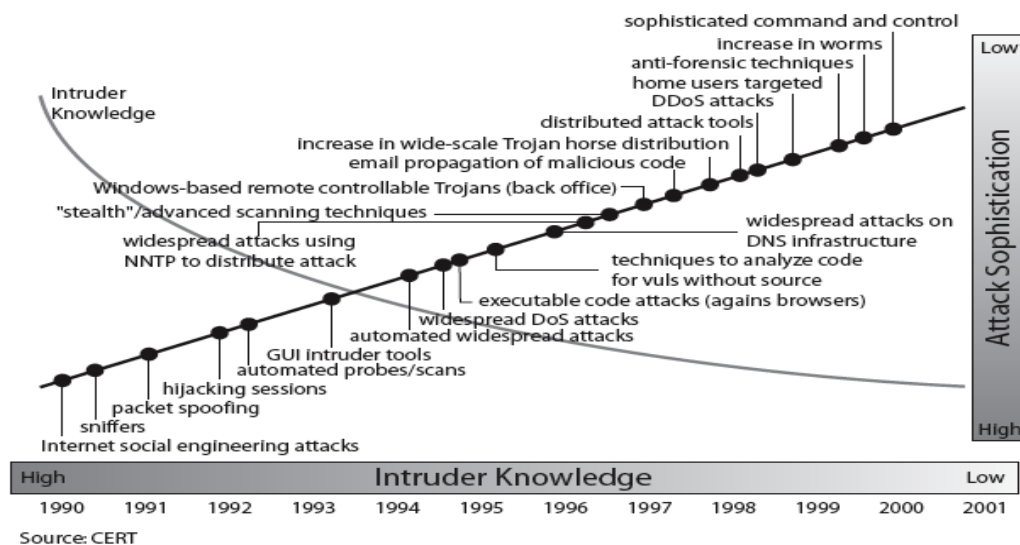 sophisticated command and control
increase in worms
anti-forensic techniques
home users targeted
DDoS attacks
distributed attack tools
increase in wide-scale Trojan horse distribution
email propagation of malicious code
Windows-based remote controllable Trojans (back office)
"stealth"/advanced scanning techniques
widespread attacks using
NNTP to distribute attack
widespread attacks on
DNS infrastructure
techniques to analyze code
for vuls without source
executable code attacks (agains browsers)
widespread DoS attacks
automated widespread attacks
GUI intruder tools
automated probes/scans
hijacking sessions
packet spoofing
sniffers
Internet social engineering attacks
Intruder
Knowledge
Low
Attack Sophistication
High
High Intruder Knowledge Low
1990 1991 1992 1993 1994 1995 1996 1997 1998 1999 2000 2001
Source: CERT